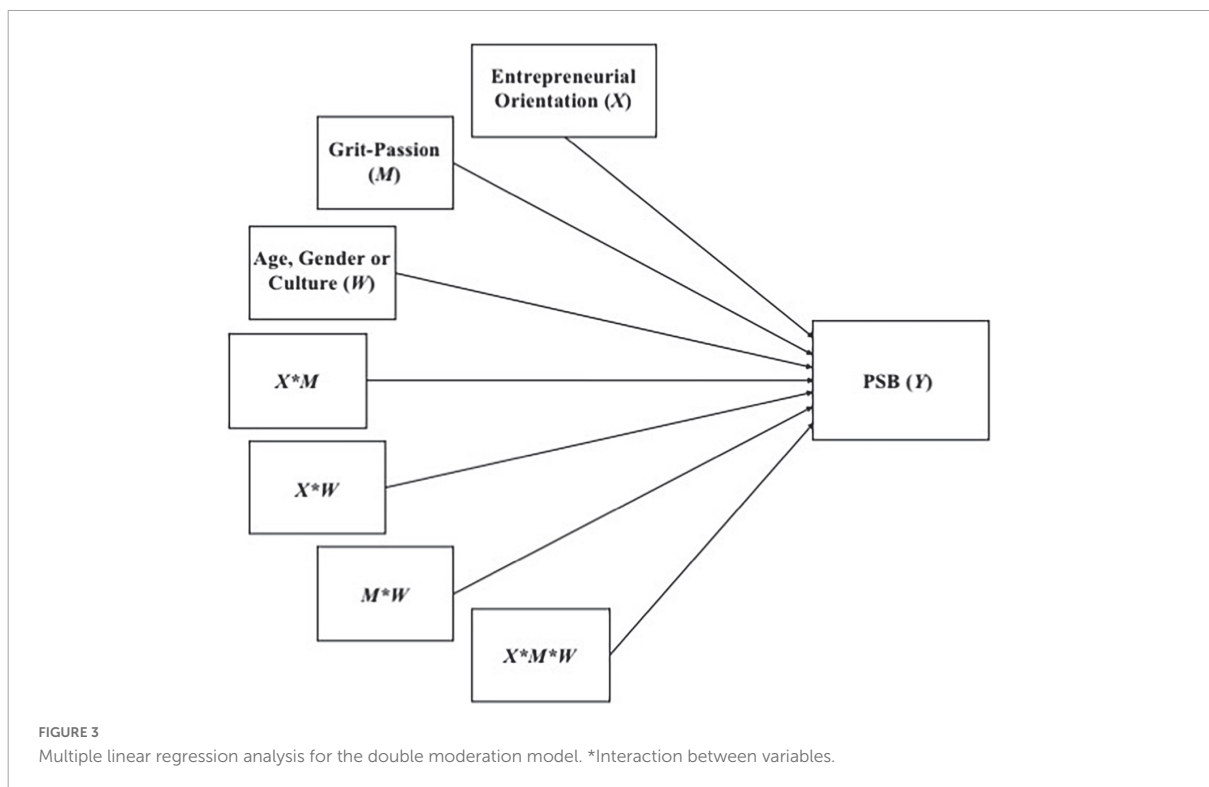 Entrepreneurial
Orientation (X)
Grit-Passion
(M)
Age, Gender or
Culture (W)
X*M
PSB (Y)
X*W
M*W
X*M*W
FIGURE 3
Multiple linear regression analysis for the double moderation model. *Interaction between variables.